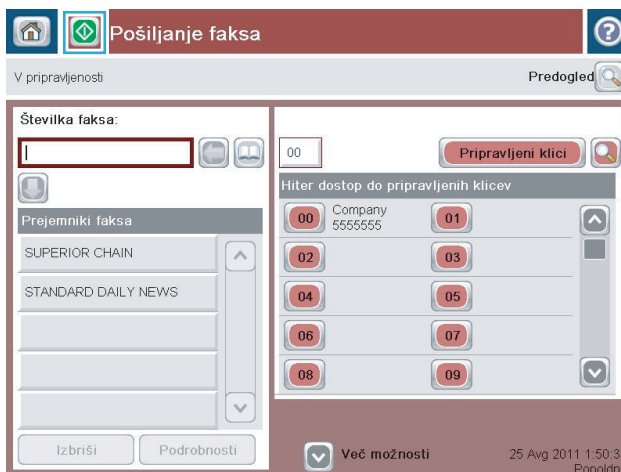 Pošiljanje faksa
V pripravljenosti
Predogled
Številka faksa:
00
Pripravljeni klici
Hiter dostop do pripravljenih klicev
Prejemniki faksa
SUPERIOR CHAIN
STANDARD DAILY NEWS
00 Company 01
5555555
02 03
04 05
06 07
08 09
Izbriši Podrobnosti
Več možnosti
25 Avg 2011 1:50:3
Popoldn